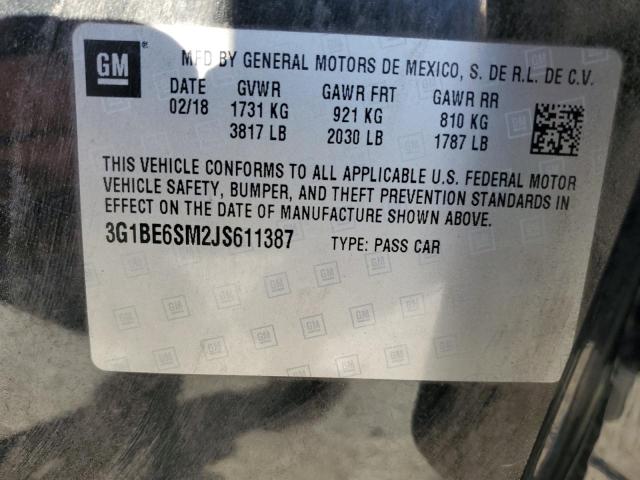 GM MFD BY GENERAL MOTORS DE MEXICO, S. DE R.L. DE C.V.
DATE GVWR GAWR FRT GAWR RR
02/18 1731 KG 921 KG 810 KG
3817 LB 2030 LB 1787 LB
THIS VEHICLE CONFORMS TO ALL APPLICABLE U.S. FEDERAL MOTOR
VEHICLE SAFETY, BUMPER, AND THEFT PREVENTION STANDARDS IN
EFFECT ON THE DATE OF MANUFACTURE SHOWN ABOVE.
3G1BE6SM2JS611387 TYPE: PASS CAR